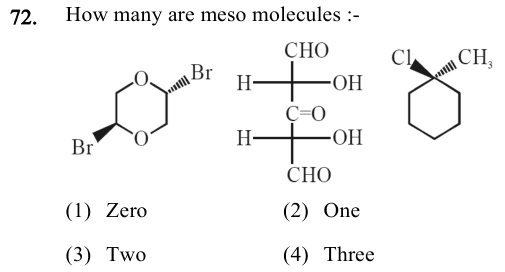 72. How many are meso molecules :-
CHO
Cl CH₃
O Br
H OH
C=O
Br O
H OH
CHO
(1) Zero (2) One
(3) Two (4) Three